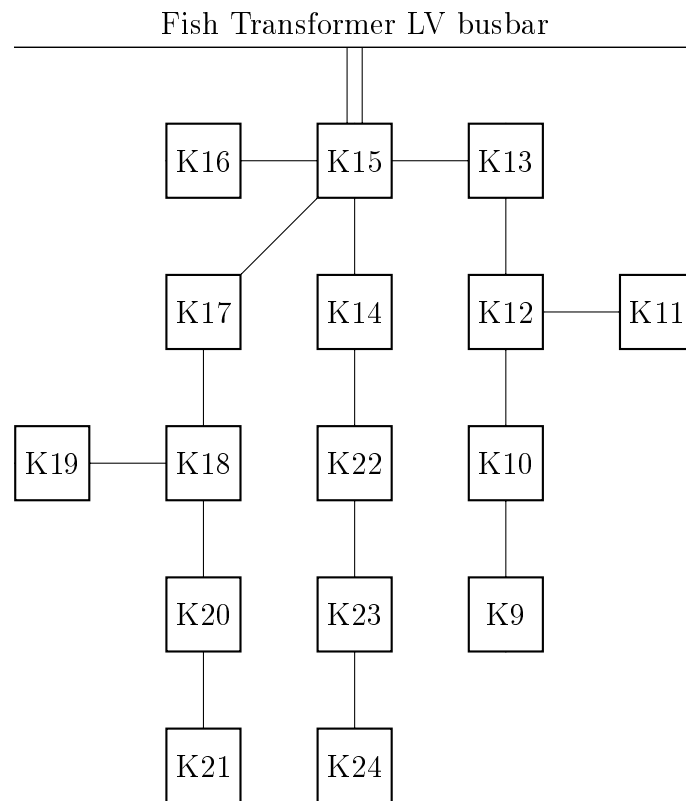 Fish Transformer LV busbar
K16 K15 K13
K17 K14 K12 K11
K19 K18 K22 K10
K20 K23 K9
K21 K24